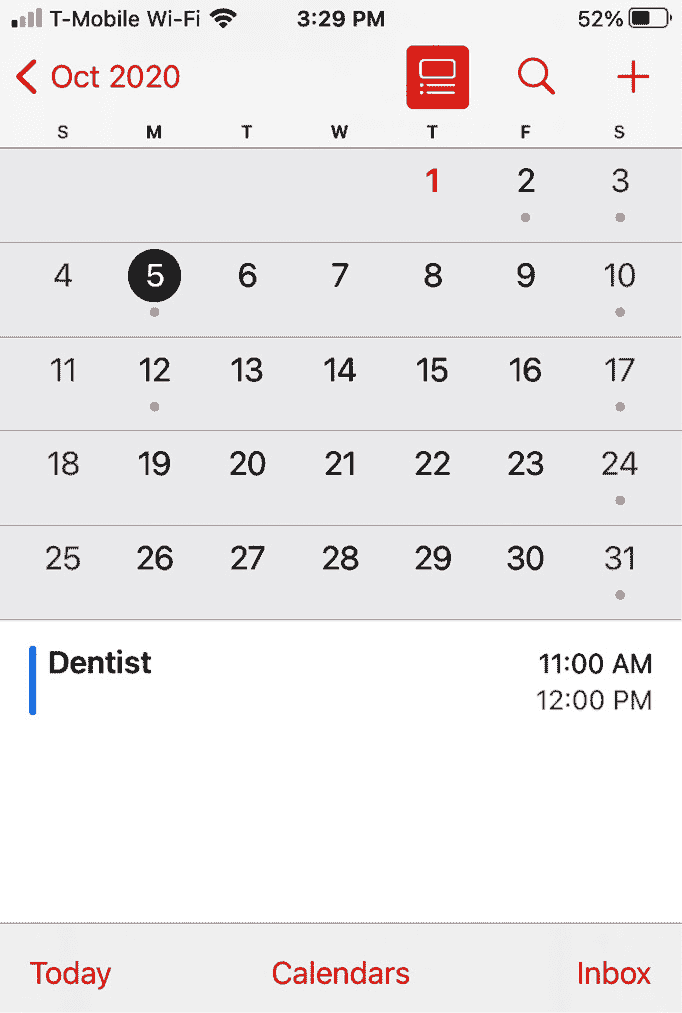 T-Mobile Wi-Fi 3:29 PM 52%
Oct 2020
S M T W T F S
1 2 3
4 5 6 7 8 9 10
11 12 13 14 15 16 17
18 19 20 21 22 23 24
25 26 27 28 29 30 31
Dentist 11:00 AM
12:00 PM
Today Calendars Inbox